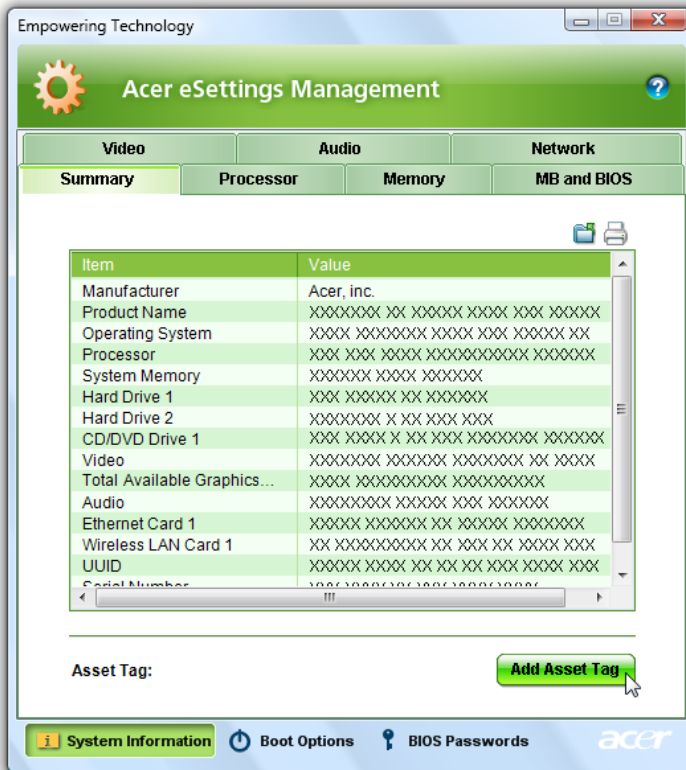 Empowering Technology
Acer eSettings Management
Video Audio Network
Summary Processor Memory MB and BIOS
Item Value
Manufacturer Acer, inc.
Product Name XXXXXXX XX XXXXX XXXX XXX XXXXX
Operating System XXXX XXXXXXX XXXX XXX XXXXX XX
Processor XXX XXX XXXX XXXXXXXXXX XXXXXX
System Memory XXXXXX XXXX XXXXXX
Hard Drive 1 XXX XXXXX XX XXXXXX
Hard Drive 2 XXXXXXX X XX XXX XXX
CD/DVD Drive 1 XXX XXXX X XX XXX XXXXXXX XXXXXX
Video XXXXXXXX XXXXXX XXXXXXX XX XXXX
Total Available Graphics... XXXX XXXXXXXXXX XXXXXXXXX
Audio XXXXXXXX XXXXX XXX XXXXXX
Ethernet Card 1 XXXXX XXXXXX XX XXXXX XXXXXXX
Wireless LAN Card 1 XX XXXXXXXXX XX XXX XX XXXX XXX
UUID XXXXX XXXX XX XX XX XXX XXXX XXX
Serial Number
Asset Tag: Add Asset Tag
System Information Boot Options BIOS Passwords acer